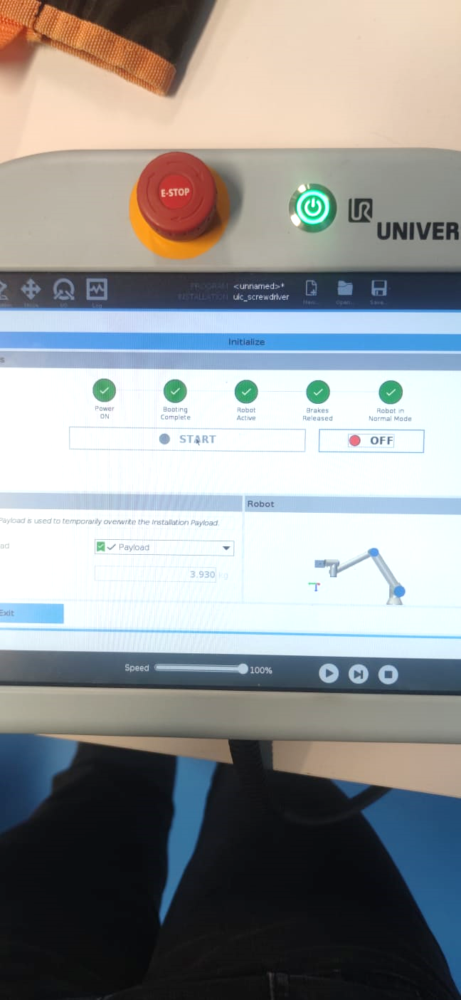 E-STOP
UNIVER
PROGRAM <unnamed>*
INSTALLATION uic_screwdriver
Move
I/O
Log
New...
Open...
Save...
Initialize
s
Power
ON
Booting
Complete
Robot
Active
Brakes
Released
Robot in
Normal Mode
START
OFF
Robot
Payload is used to temporarily overwrite the Installation Payload.
ad
Payload
3.930 kg
Exit
Speed
100%